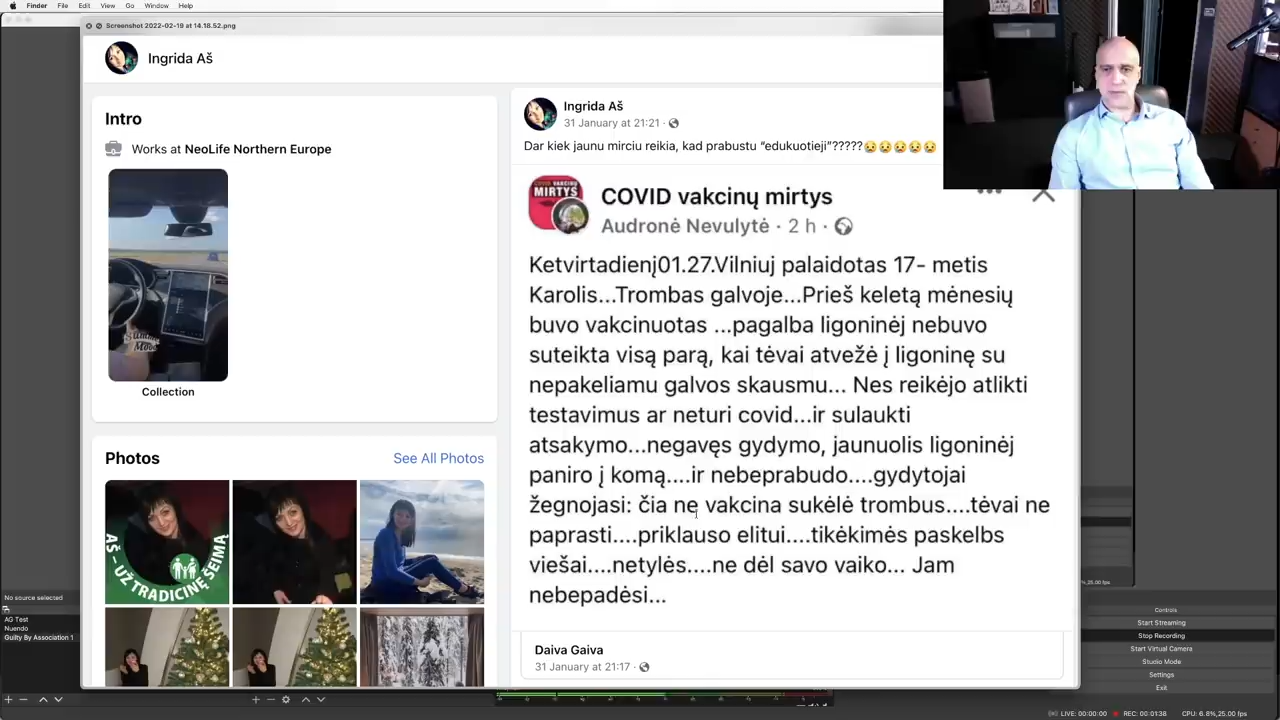 Finder File Edit View Go Window Help
Screenshot 2022-02-19 at 14.18.52.png
Ingrida Aš
Intro
Works at NeoLife Northern Europe
Collection
Photos
See All Photos
AŠ – UŽ TRADICINĘ ŠEIMĄ
Ingrida Aš
31 January at 21:21 ·
Dar kiek jaunu mirciu reikia, kad prabustu “edukuotieji”?????😢😢😢😢😢
COVID VAKCINŲ
MIRTYS
COVID vakcinų mirtys
Audronė Nevulytė · 2 h ·
Ketvirtadienį01.27.Vilniuj palaidotas 17- metis
Karolis...Trombas galvoje...Prieš keletą mėnesių
buvo vakcinuotas ...pagalba ligoninėj nebuvo
suteikta visą parą, kai tėvai atvežė į ligoninę su
nepakeliamu galvos skausmu... Nes reikėjo atlikti
testavimus ar neturi covid...ir sulaukti
atsakymo...negavęs gydymo, jaunuolis ligoninėj
paniro į komą....ir nebeprabudo....gydytojai
žegnojasi: čia ne vakcina sukėlė trombus....tėvai ne
paprasti....priklauso elitui....tikėkimės paskelbs
viešai....netylės....ne dėl savo vaiko... Jam
nebepadėsi...
Daiva Gaiva
31 January at 21:17 ·
No source selected
AG Test
Nuendo
Guilty By Association 1
Controls
Start Streaming
Stop Recording
Start Virtual Camera
Studio Mode
Settings
Exit
LIVE: 00:00:00 REC: 00:01:38 CPU: 6.8%,25.00 fps